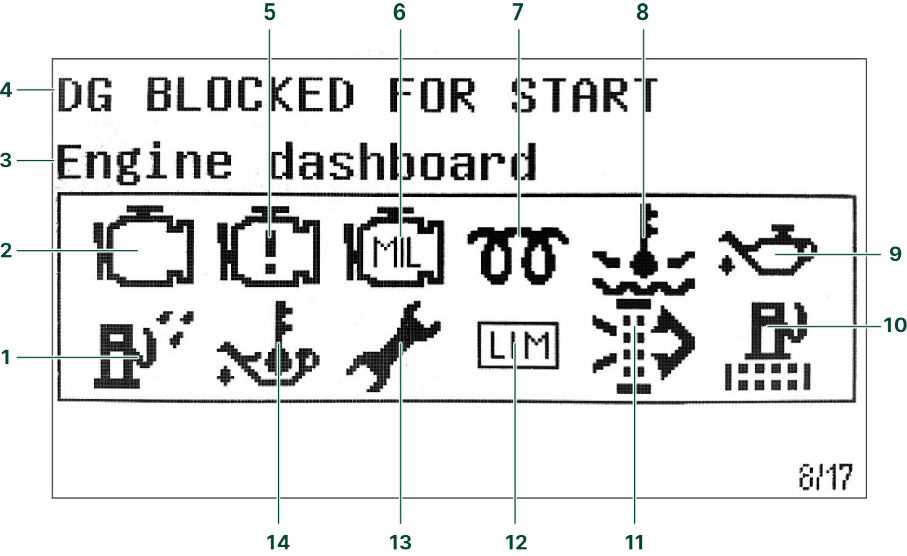 5 6 7 8
4 DG BLOCKED FOR START
3 Engine dashboard
2 ! MIL 9
1 LIM 10
8/17
14 13 12 11